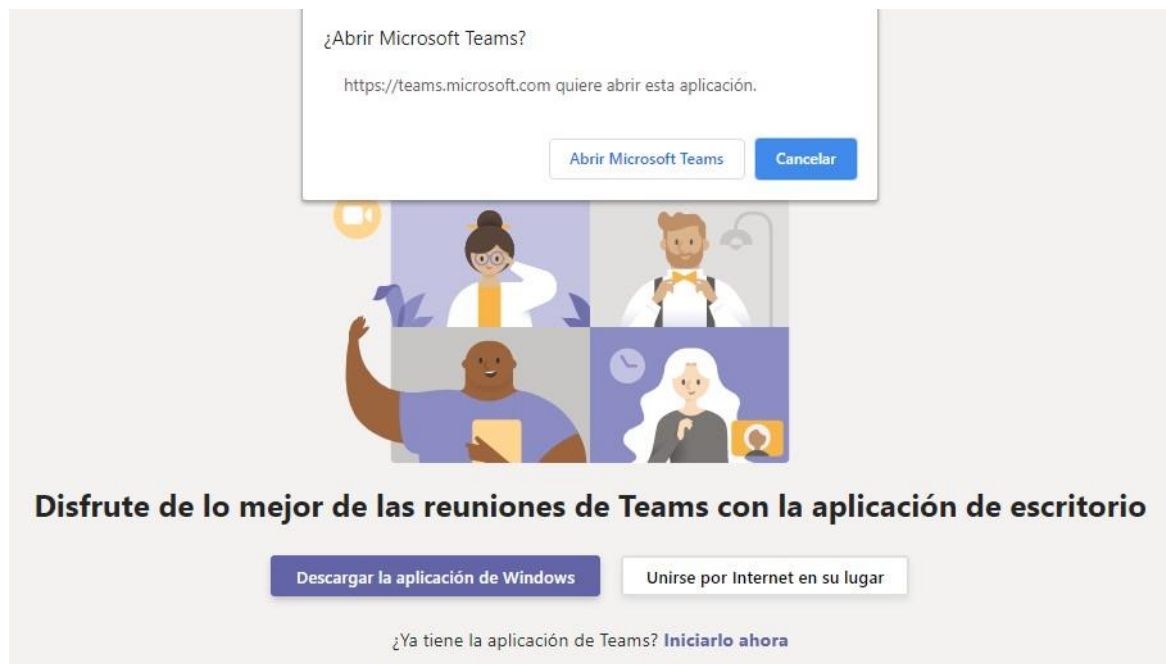 ¿Abrir Microsoft Teams?
https://teams.microsoft.com quiere abrir esta aplicación.
Abrir Microsoft Teams
Cancelar
Disfrute de lo mejor de las reuniones de Teams con la aplicación de escritorio
Descargar la aplicación de Windows
Unirse por Internet en su lugar
¿Ya tiene la aplicación de Teams? Iniciarlo ahora